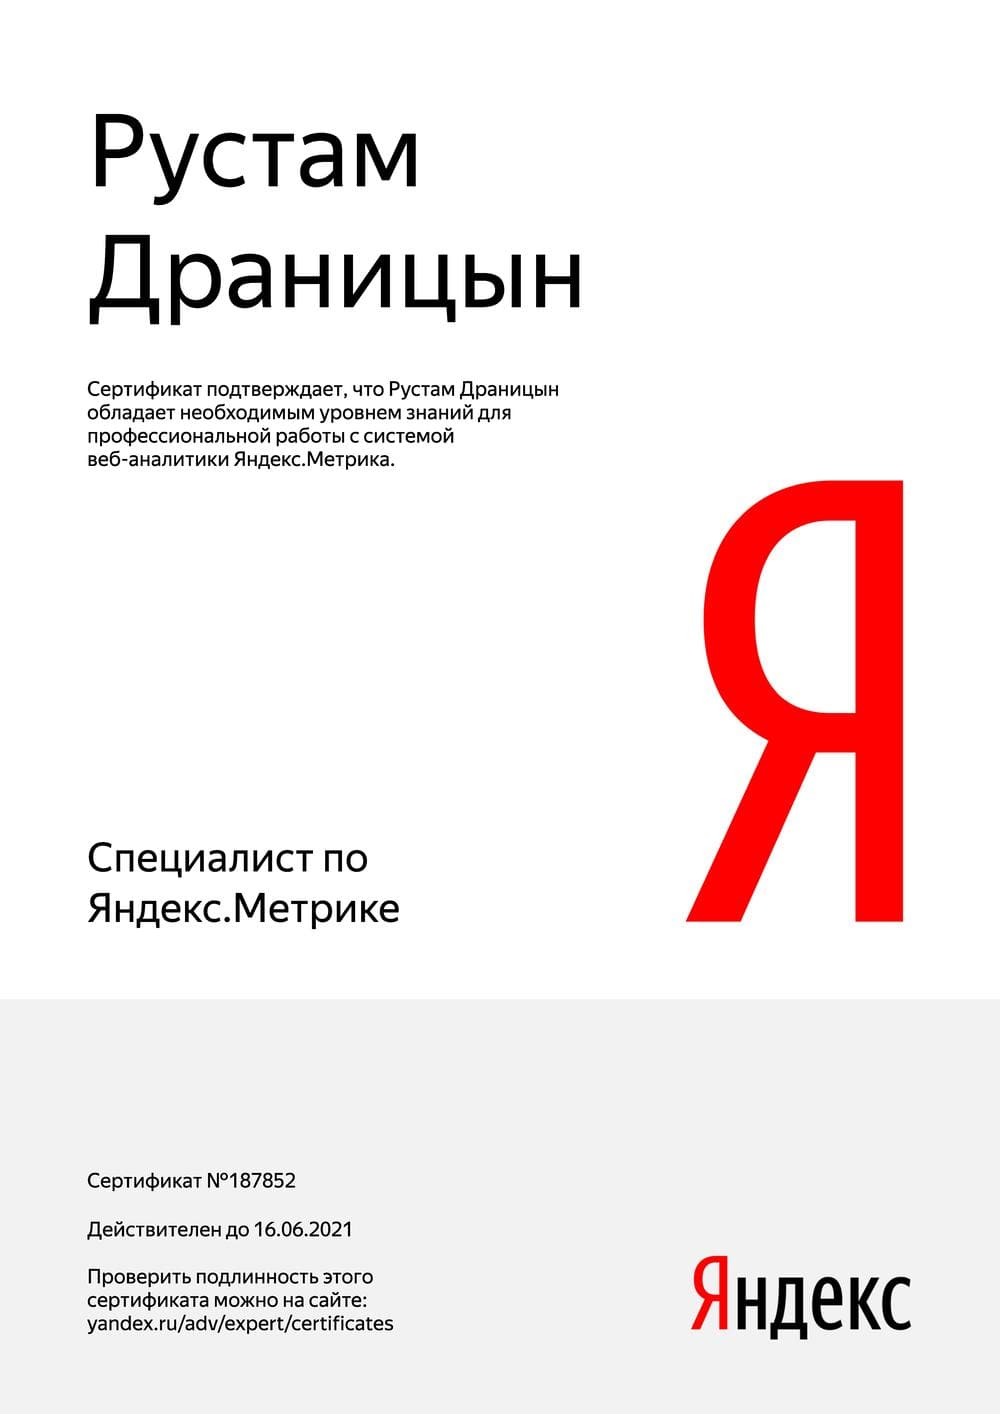 Рустам
Драницын
Сертификат подтверждает, что Рустам Драницын
обладает необходимым уровнем знаний для
профессиональной работы с системой
веб-аналитики Яндекс.Метрика.
Я
Специалист по
Яндекс.Метрике
Сертификат №187852
Действителен до 16.06.2021
Проверить подлинность этого
сертификата можно на сайте:
yandex.ru/adv/expert/certificates
Яндекс